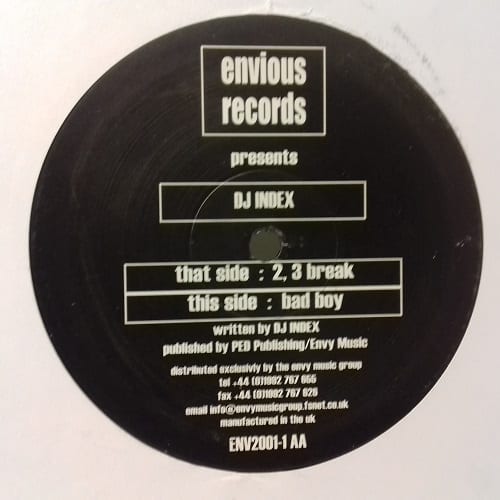 envious
records
presents
DJ INDEX
that side : 2, 3 break
this side : bad boy
written by DJ INDEX
published by PED Publishing/Envy Music
distributed exclusivly by the envy music group
tel +44 (0)1992 767 655
fax +44 (0)1992 767 626
email info@envymusicgroup.fsnet.co.uk
manufactured in the uk
ENV2001-1 AA